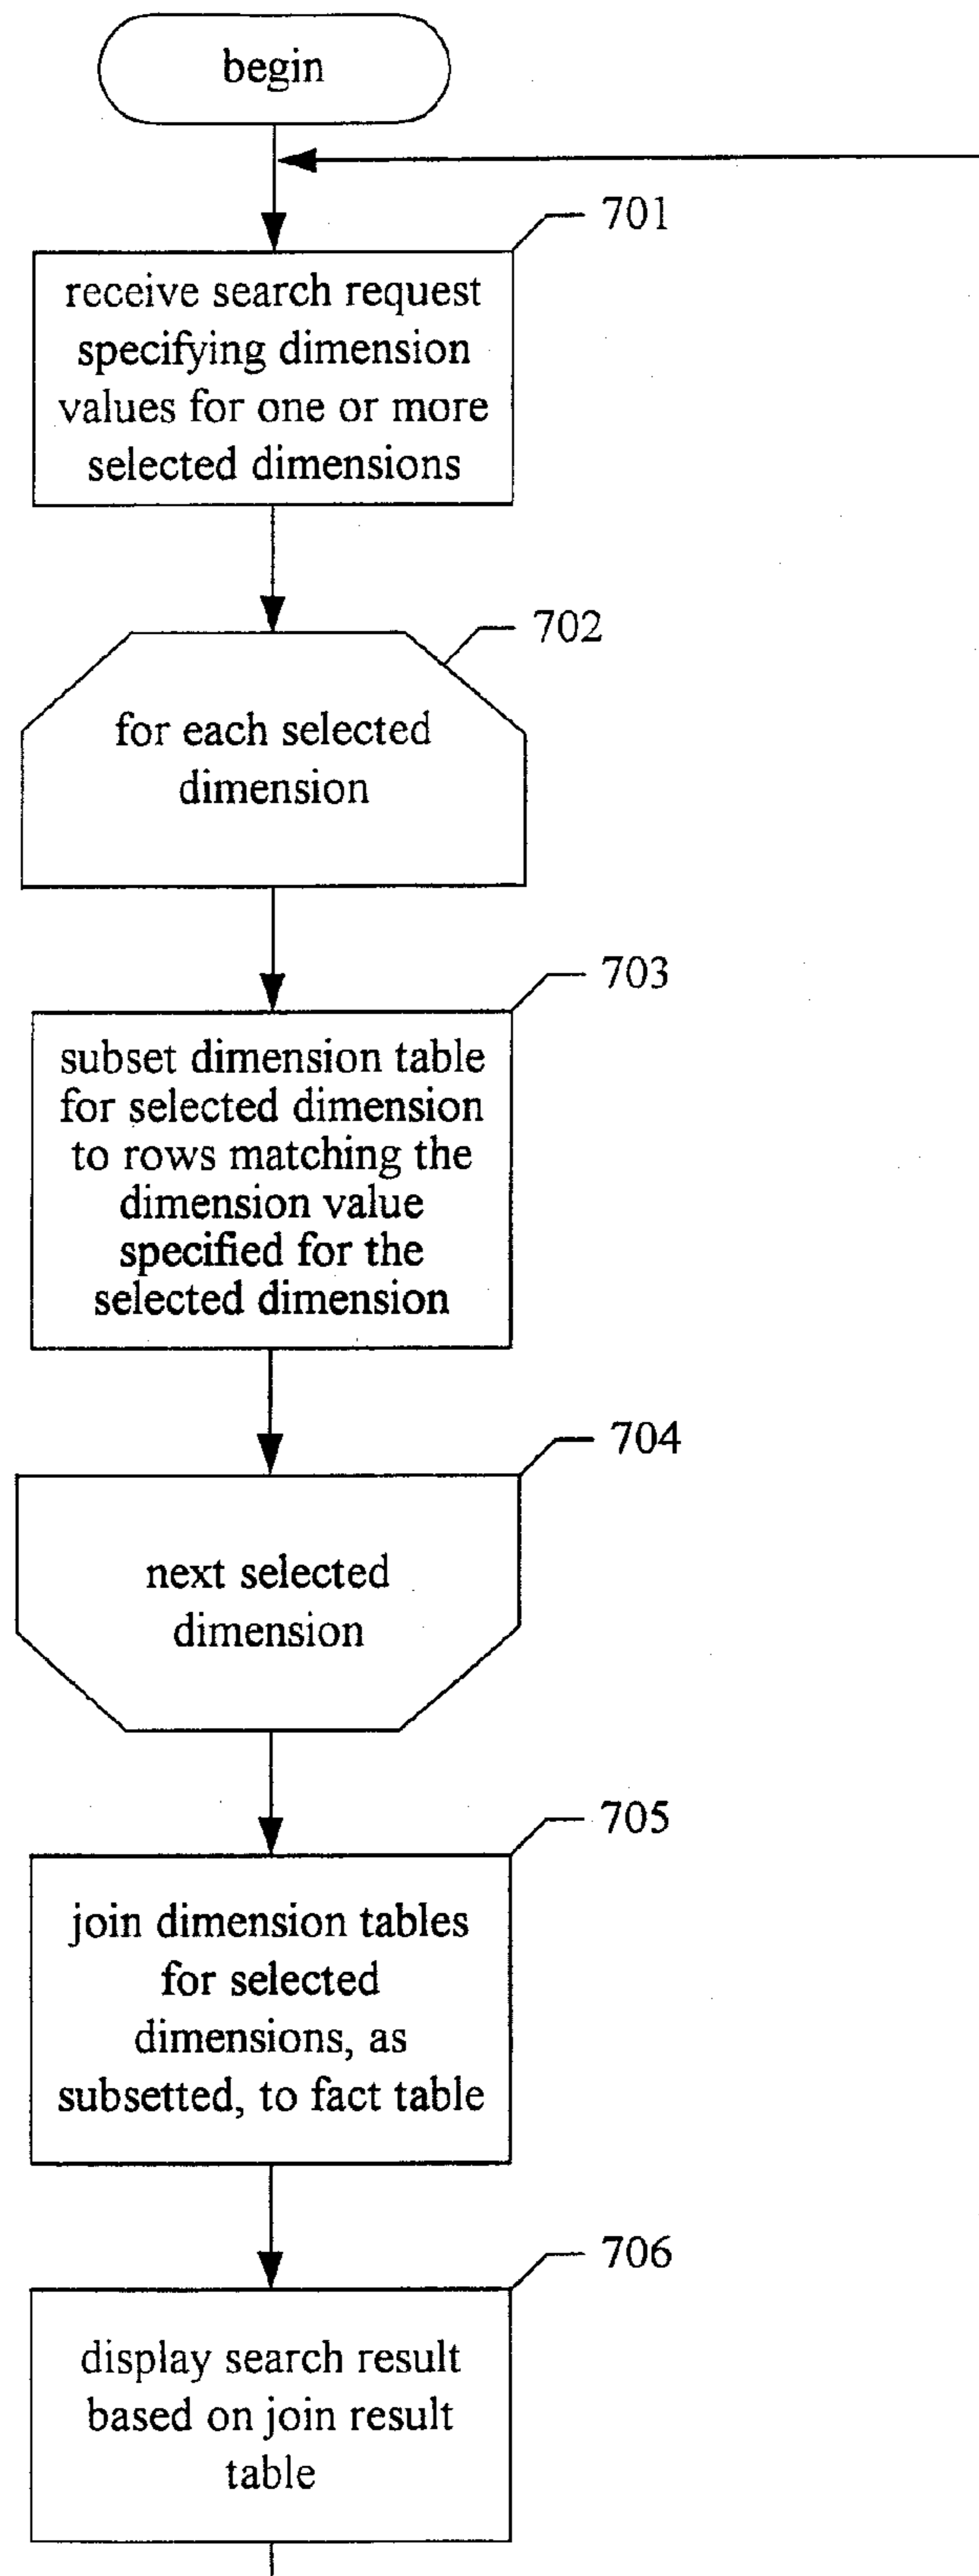 begin
701
receive search request
specifying dimension
values for one or more
selected dimensions
702
for each selected
dimension
703
subset dimension table
for selected dimension
to rows matching the
dimension value
specified for the
selected dimension
704
next selected
dimension
705
join dimension tables
for selected
dimensions, as
subsetted, to fact table
706
display search result
based on join result
table